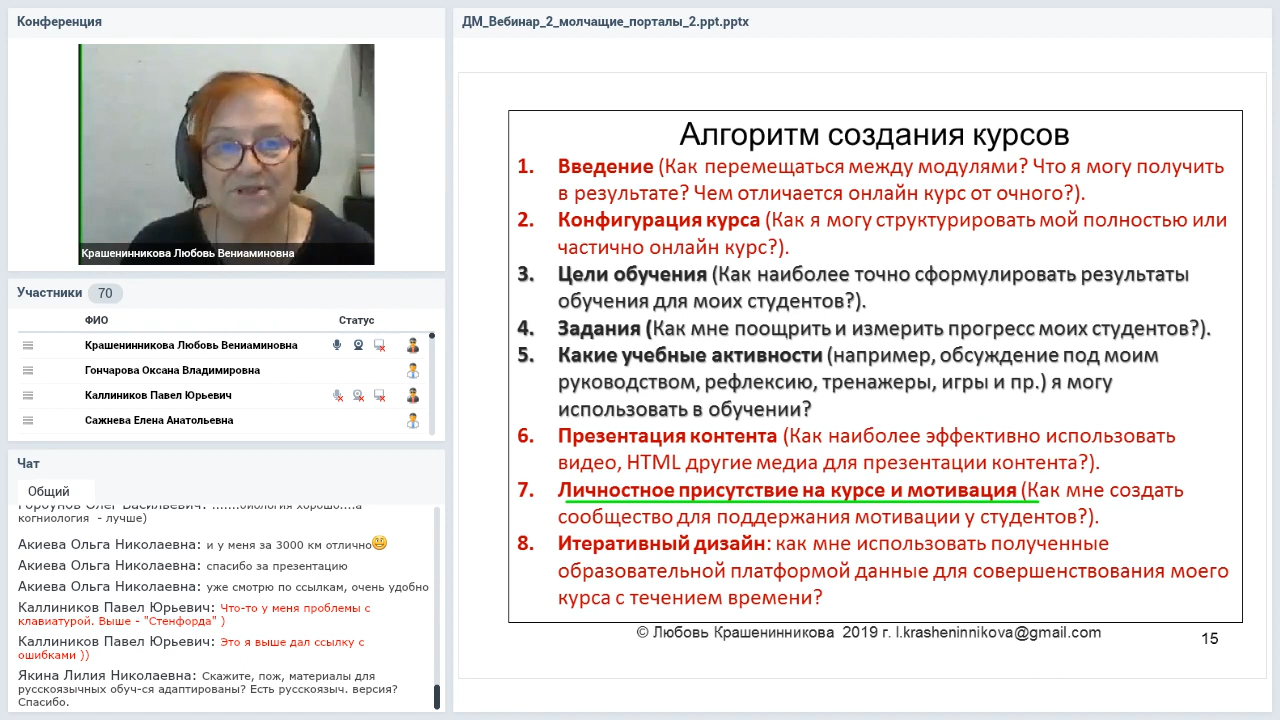 Конференция
Крашенинникова Любовь Вениаминовна
Участники 70
ФИО Статус
Крашенинникова Любовь Вениаминовна
Гончарова Оксана Владимировна
Каллиников Павел Юрьевич
Сажнева Елена Анатольевна
Чат
Общий
Горбунов Олег Васильевич: .......биология хорошо....а
когниология - лучше)
Акиева Ольга Николаевна: и у меня за 3000 км отлично
Акиева Ольга Николаевна: спасибо за презентацию
Акиева Ольга Николаевна: уже смотрю по ссылкам, очень удобно
Каллиников Павел Юрьевич: Что-то у меня проблемы с
клавиатурой. Выше - "Стенфорда" )
Каллиников Павел Юрьевич: Это я выше дал ссылку с
ошибками ))
Якина Лилия Николаевна: Скажите, пож, материалы для
русскоязычных обуч-ся адаптированы? Есть русскоязыч. версия?
Спасибо.
ДМ_Вебинар_2_молчащие_порталы_2.ppt.pptx
Алгоритм создания курсов
1. Введение (Как перемещаться между модулями? Что я могу получить
в результате? Чем отличается онлайн курс от очного?).
2. Конфигурация курса (Как я могу структурировать мой полностью или
частично онлайн курс?).
3. Цели обучения (Как наиболее точно сформулировать результаты
обучения для моих студентов?).
4. Задания (Как мне поощрить и измерить прогресс моих студентов?).
5. Какие учебные активности (например, обсуждение под моим
руководством, рефлексию, тренажеры, игры и пр.) я могу
использовать в обучении?
6. Презентация контента (Как наиболее эффективно использовать
видео, HTML другие медиа для презентации контента?).
7. Личностное присутствие на курсе и мотивация (Как мне создать
сообщество для поддержания мотивации у студентов?).
8. Итеративный дизайн: как мне использовать полученные
образовательной платформой данные для совершенствования моего
курса с течением времени?
© Любовь Крашенинникова 2019 г. l.krasheninnikova@gmail.com
15